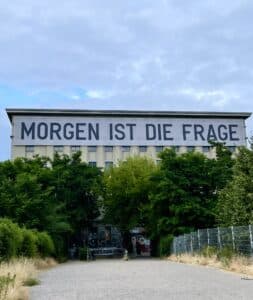 MORGEN IST DIE FRAGE